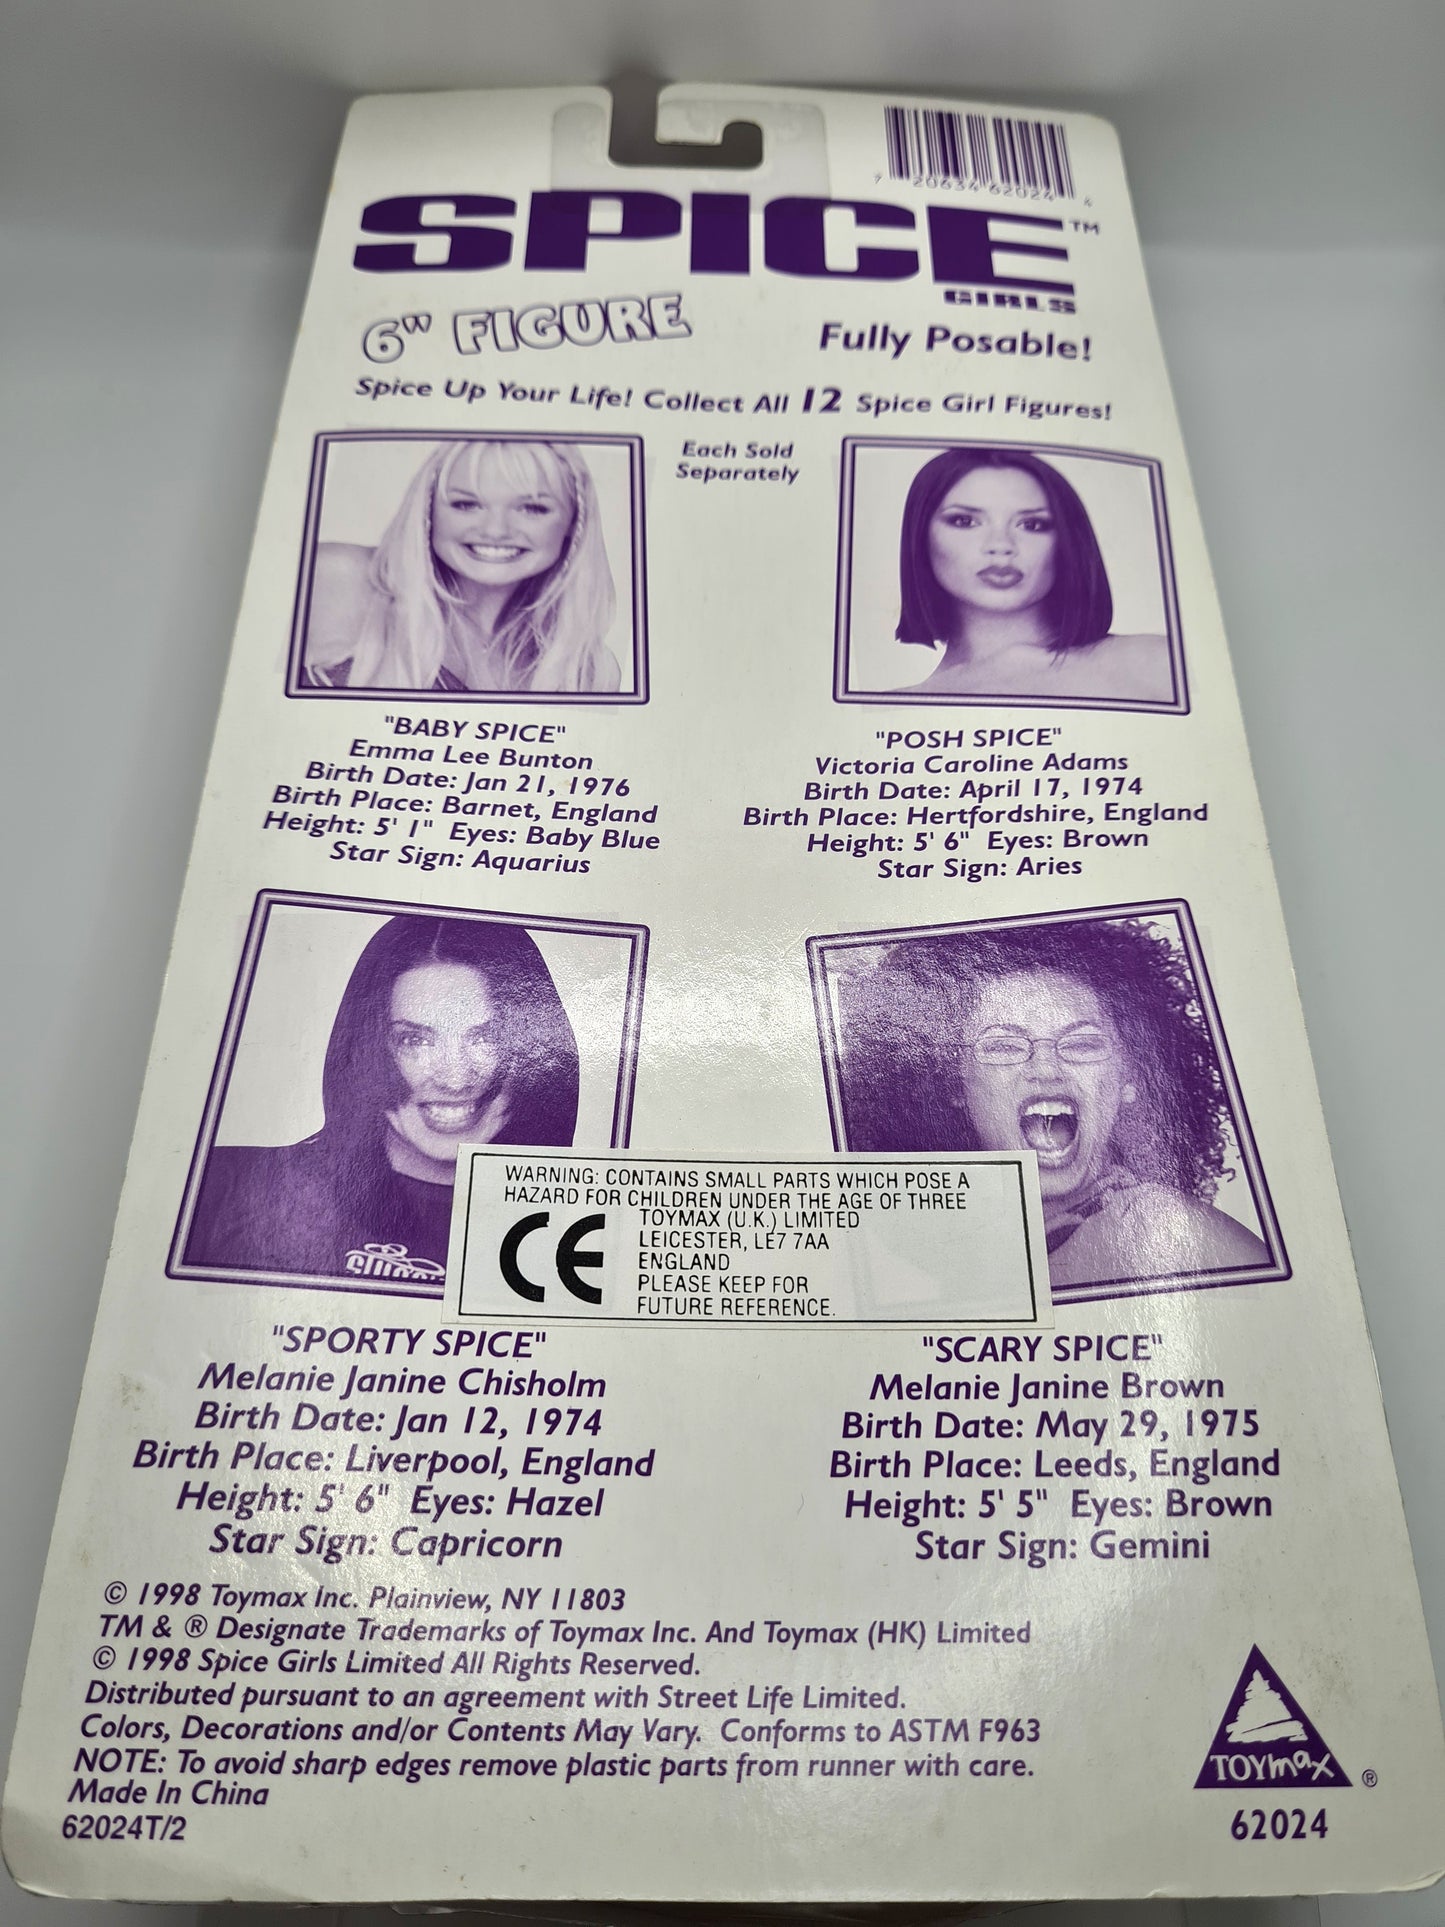 7 20634 62024 4
SPICE™
GIRLS
6" FIGURE
Fully Posable!
Spice Up Your Life! Collect All 12 Spice Girl Figures!
Each Sold
Separately
"BABY SPICE"
Emma Lee Bunton
Birth Date: Jan 21, 1976
Birth Place: Barnet, England
Height: 5' 1" Eyes: Baby Blue
Star Sign: Aquarius
"POSH SPICE"
Victoria Caroline Adams
Birth Date: April 17, 1974
Birth Place: Hertfordshire, England
Height: 5' 6" Eyes: Brown
Star Sign: Aries
WARNING: CONTAINS SMALL PARTS WHICH POSE A
HAZARD FOR CHILDREN UNDER THE AGE OF THREE
CE
TOYMAX (U.K.) LIMITED
LEICESTER, LE7 7AA
ENGLAND
PLEASE KEEP FOR
FUTURE REFERENCE.
"SPORTY SPICE"
Melanie Janine Chisholm
Birth Date: Jan 12, 1974
Birth Place: Liverpool, England
Height: 5' 6" Eyes: Hazel
Star Sign: Capricorn
"SCARY SPICE"
Melanie Janine Brown
Birth Date: May 29, 1975
Birth Place: Leeds, England
Height: 5' 5" Eyes: Brown
Star Sign: Gemini
© 1998 Toymax Inc. Plainview, NY 11803
TM & ® Designate Trademarks of Toymax Inc. And Toymax (HK) Limited
© 1998 Spice Girls Limited All Rights Reserved.
Distributed pursuant to an agreement with Street Life Limited.
Colors, Decorations and/or Contents May Vary. Conforms to ASTM F963
NOTE: To avoid sharp edges remove plastic parts from runner with care.
Made In China
62024T/2
TOYmax ®
62024